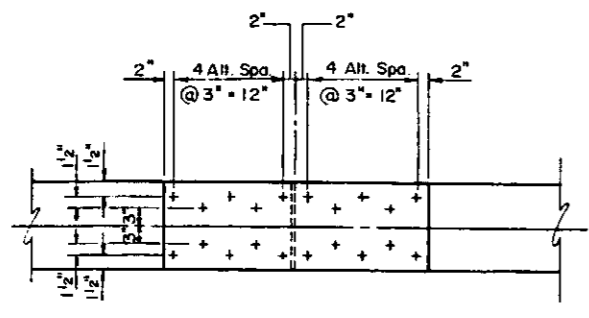 2" 2"
2" 4 Alt. Spa. 4 Alt. Spa. 2"
@ 3" = 12" @ 3" = 12"
1½" 1½"
3" 3"
1½" 1½"